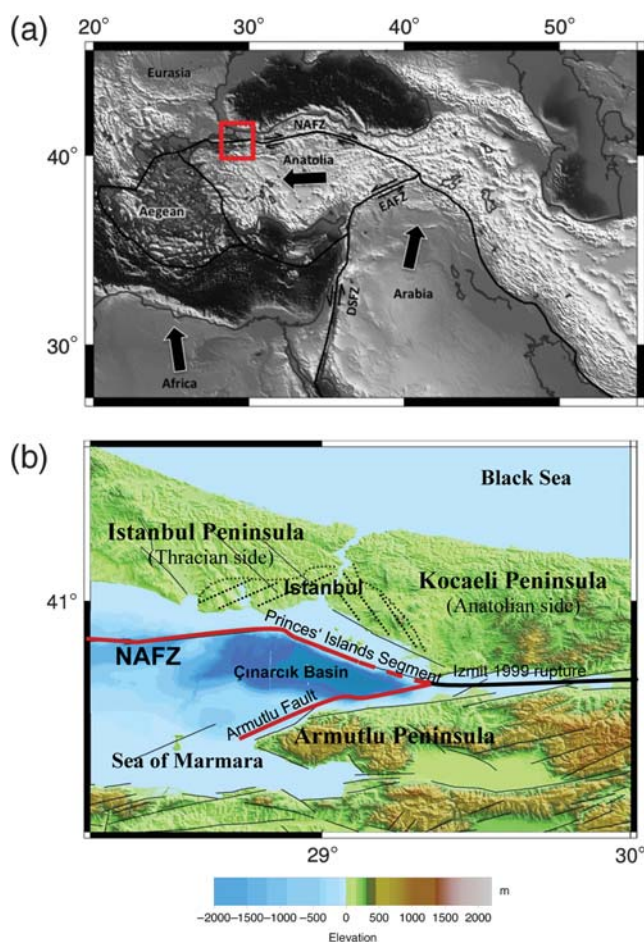 (a)
20° 30° 40° 50°
Eurasia
NAFZ
40°
Anatolia
Aegean
EAFZ
Arabia
DSFZ
30°
Africa
(b)
Black Sea
Istanbul Peninsula
(Thracian side)
Istanbul
Kocaeli Peninsula
(Anatolian side)
41°
Princes' Islands Segment
NAFZ
Izmit 1999 rupture
Çınarcık Basin
Armutlu Fault
Armutlu Peninsula
Sea of Marmara
29° 30°
m
−2000 −1500 −1000 −500 0 500 1000 1500 2000
Elevation